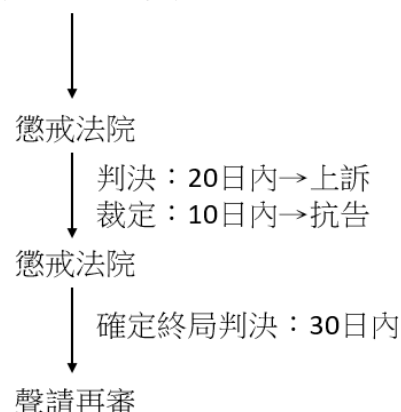 懲戒法院
判決：20日內→上訴
裁定：10日內→抗告
懲戒法院
確定終局判決：30日內
聲請再審